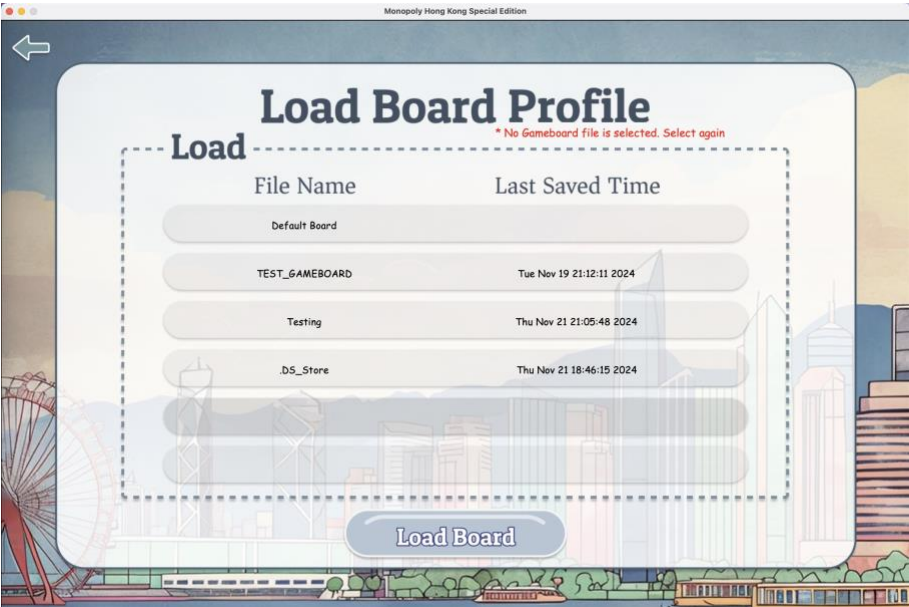 Monopoly Hong Kong Special Edition
Load Board Profile
* No Gameboard file is selected. Select again
Load
File Name Last Saved Time
Default Board
TEST_GAMEBOARD Tue Nov 19 21:12:11 2024
Testing Thu Nov 21 21:05:48 2024
.DS_Store Thu Nov 21 18:46:15 2024
Load Board